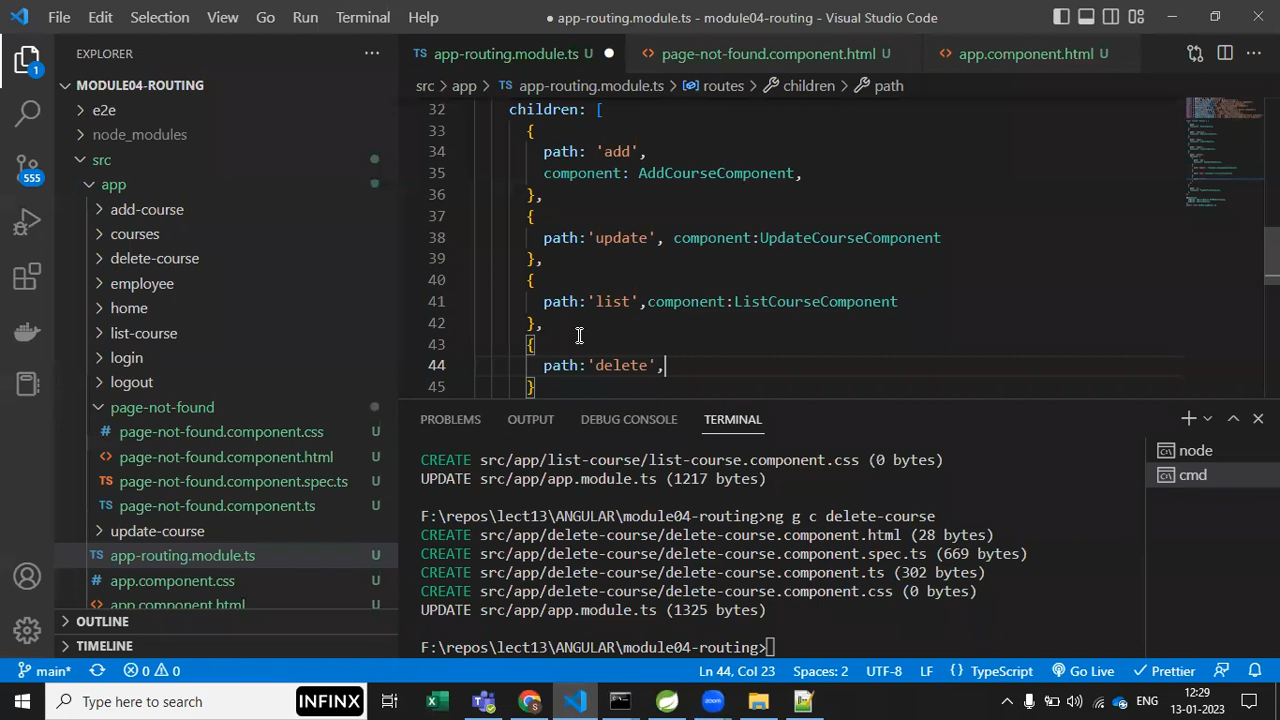 File Edit Selection View Go Run Terminal Help
● app-routing.module.ts - module04-routing - Visual Studio Code
EXPLORER
MODULE04-ROUTING
e2e
node_modules
src
app
add-course
courses
delete-course
employee
home
list-course
login
logout
page-not-found
page-not-found.component.css U
page-not-found.component.html U
page-not-found.component.spec.ts U
page-not-found.component.ts U
update-course
app-routing.module.ts U
app.component.css U
app.component.html U
OUTLINE
TIMELINE
1
555
app-routing.module.ts U
page-not-found.component.html U
app.component.html U
src > app > app-routing.module.ts > routes > children > path
32 children: [
33 {
34 path: 'add',
35 component: AddCourseComponent,
36 },
37 {
38 path:'update', component:UpdateCourseComponent
39 },
40 {
41 path:'list',component:ListCourseComponent
42 },
43 {
44 path:'delete',
45 }
PROBLEMS OUTPUT DEBUG CONSOLE TERMINAL
CREATE src/app/list-course/list-course.component.css (0 bytes)
UPDATE src/app/app.module.ts (1217 bytes)
F:\repos\lect13\ANGULAR\module04-routing>ng g c delete-course
CREATE src/app/delete-course/delete-course.component.html (28 bytes)
CREATE src/app/delete-course/delete-course.component.spec.ts (669 bytes)
CREATE src/app/delete-course/delete-course.component.ts (302 bytes)
CREATE src/app/delete-course/delete-course.component.css (0 bytes)
UPDATE src/app/app.module.ts (1325 bytes)
F:\repos\lect13\ANGULAR\module04-routing>
node
cmd
main* 0 0 Ln 44, Col 23 Spaces: 2 UTF-8 LF {} TypeScript Go Live Prettier
Type here to search
INFINX
ENG
12:29
13-01-2023